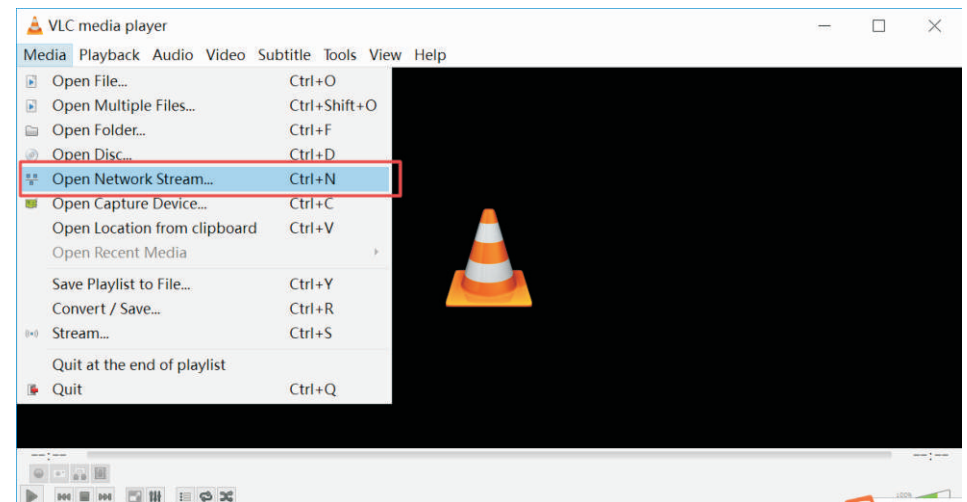 VLC media player
Media Playback Audio Video Subtitle Tools View Help
Open File... Ctrl+O
Open Multiple Files... Ctrl+Shift+O
Open Folder... Ctrl+F
Open Disc... Ctrl+D
Open Network Stream... Ctrl+N
Open Capture Device... Ctrl+C
Open Location from clipboard Ctrl+V
Open Recent Media
Save Playlist to File... Ctrl+Y
Convert / Save... Ctrl+R
Stream... Ctrl+S
Quit at the end of playlist
Quit Ctrl+Q
--:-- --:--
100%